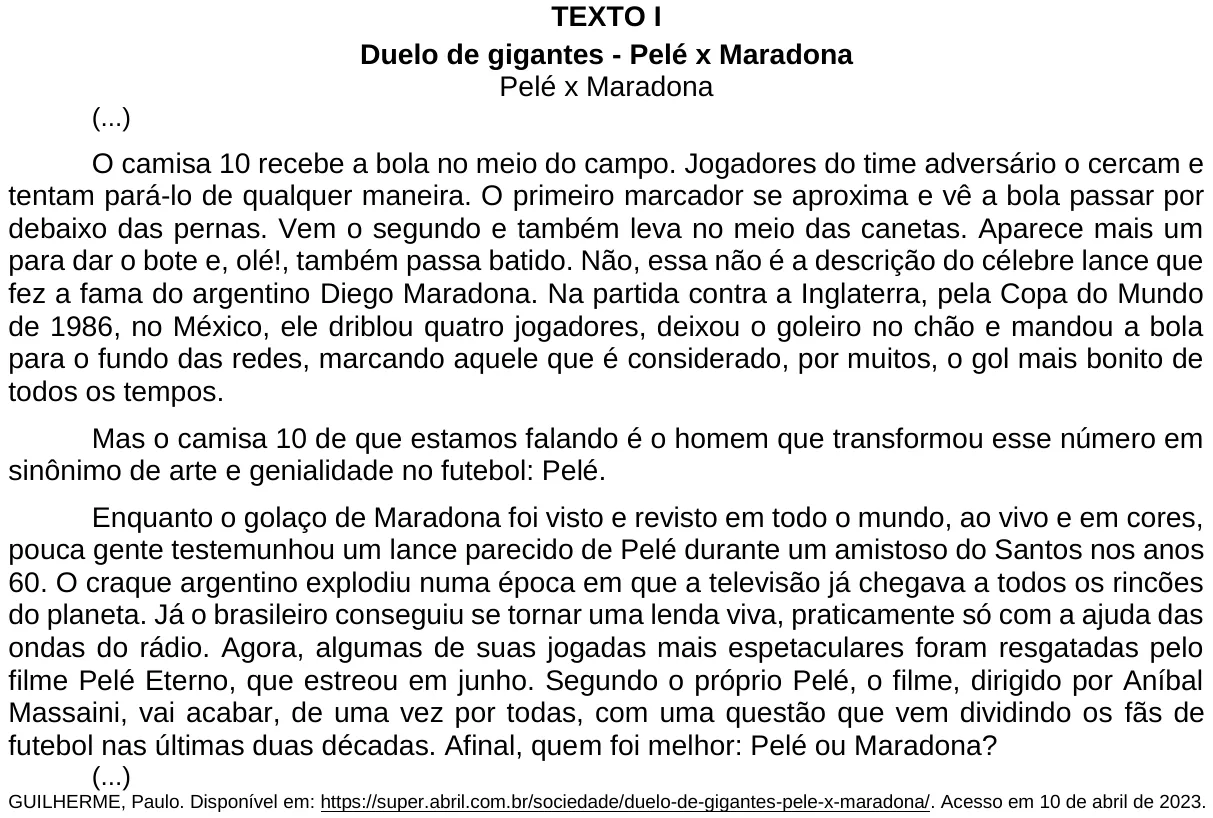 TEXTO I
Duelo de gigantes - Pelé x Maradona
Pelé x Maradona
(...)
O camisa 10 recebe a bola no meio do campo. Jogadores do time adversário o cercam e
tentam pará-lo de qualquer maneira. O primeiro marcador se aproxima e vê a bola passar por
debaixo das pernas. Vem o segundo e também leva no meio das canetas. Aparece mais um
para dar o bote e, olé!, também passa batido. Não, essa não é a descrição do célebre lance que
fez a fama do argentino Diego Maradona. Na partida contra a Inglaterra, pela Copa do Mundo
de 1986, no México, ele driblou quatro jogadores, deixou o goleiro no chão e mandou a bola
para o fundo das redes, marcando aquele que é considerado, por muitos, o gol mais bonito de
todos os tempos.
Mas o camisa 10 de que estamos falando é o homem que transformou esse número em
sinônimo de arte e genialidade no futebol: Pelé.
Enquanto o golaço de Maradona foi visto e revisto em todo o mundo, ao vivo e em cores,
pouca gente testemunhou um lance parecido de Pelé durante um amistoso do Santos nos anos
60. O craque argentino explodiu numa época em que a televisão já chegava a todos os rincões
do planeta. Já o brasileiro conseguiu se tornar uma lenda viva, praticamente só com a ajuda das
ondas do rádio. Agora, algumas de suas jogadas mais espetaculares foram resgatadas pelo
filme Pelé Eterno, que estreou em junho. Segundo o próprio Pelé, o filme, dirigido por Aníbal
Massaini, vai acabar, de uma vez por todas, com uma questão que vem dividindo os fãs de
futebol nas últimas duas décadas. Afinal, quem foi melhor: Pelé ou Maradona?
(...)
GUILHERME, Paulo. Disponível em: https://super.abril.com.br/sociedade/duelo-de-gigantes-pele-x-maradona/. Acesso em 10 de abril de 2023.